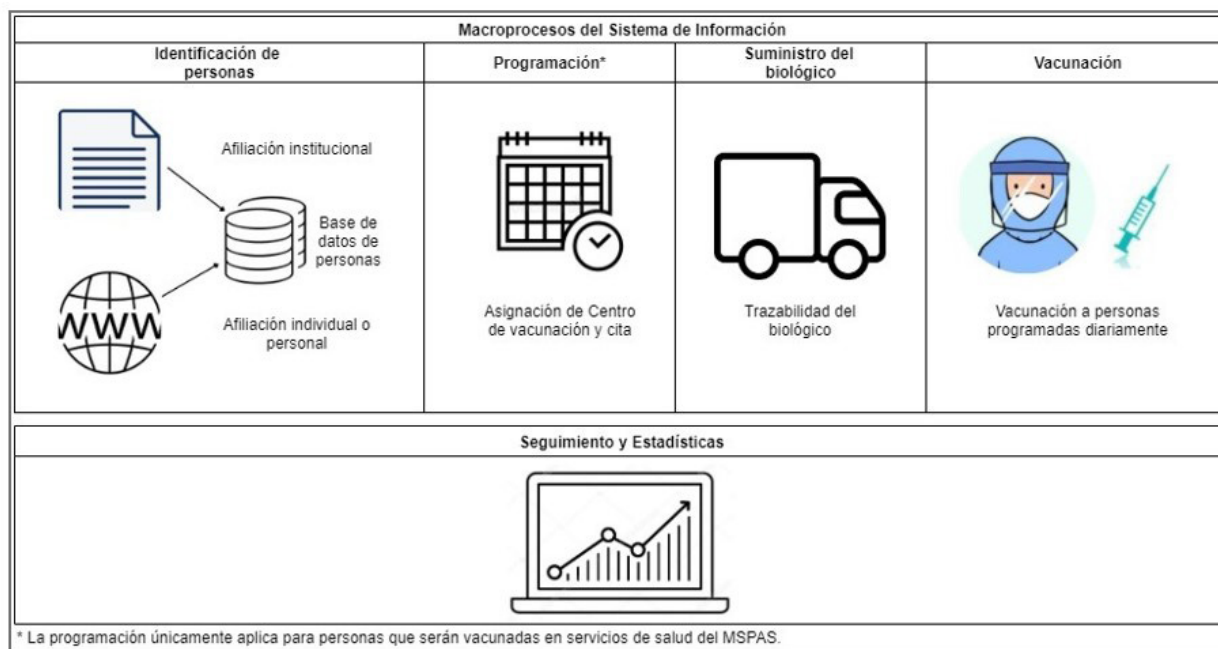 Macroprocesos del Sistema de Información
Identificación de
personas
Programación*
Suministro del
biológico
Vacunación
Afiliación institucional
Base de
datos de
personas
WWW
Afiliación individual o
personal
Asignación de Centro
de vacunación y cita
Trazabilidad del
biológico
Vacunación a personas
programadas diariamente
Seguimiento y Estadísticas
* La programación únicamente aplica para personas que serán vacunadas en servicios de salud del MSPAS.